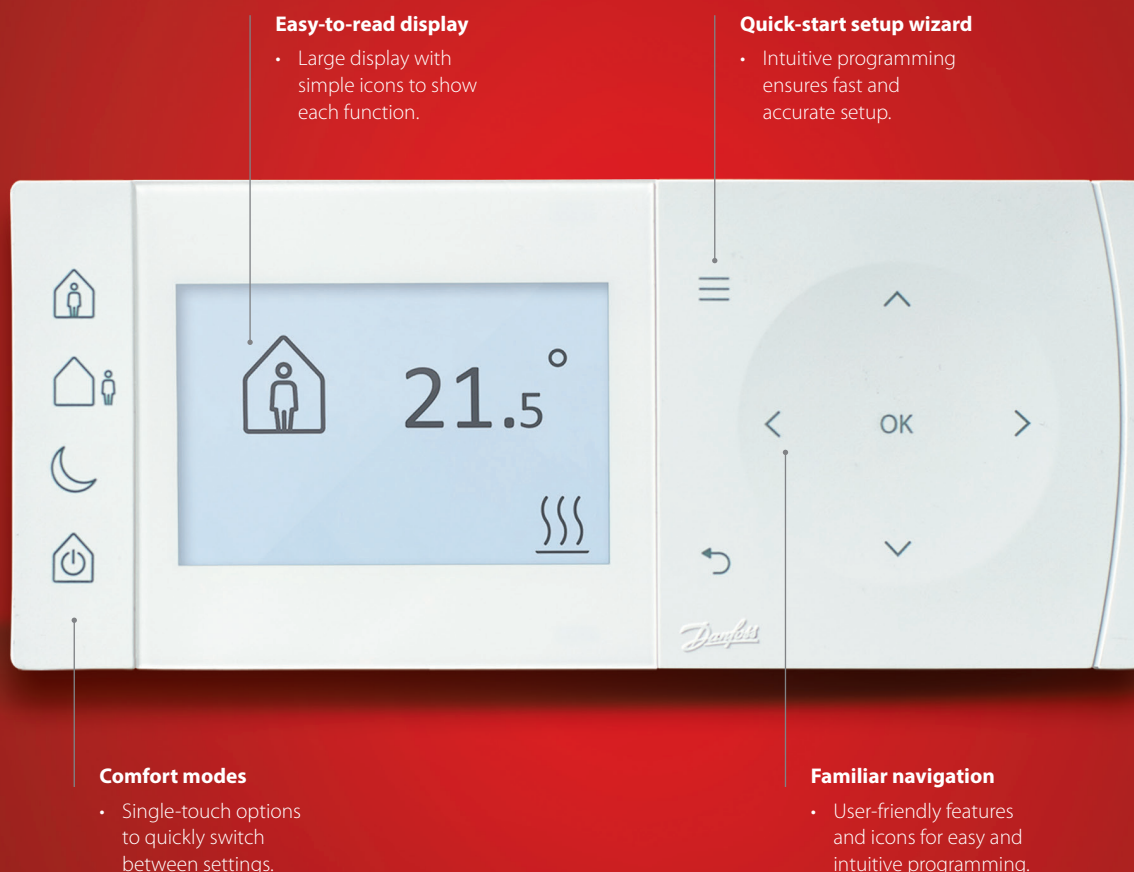 Easy-to-read display
• Large display with
simple icons to show
each function.
Quick-start setup wizard
• Intuitive programming
ensures fast and
accurate setup.
21.5°
OK
Danfoss
Comfort modes
• Single-touch options
to quickly switch
between settings.
Familiar navigation
• User-friendly features
and icons for easy and
intuitive programming.